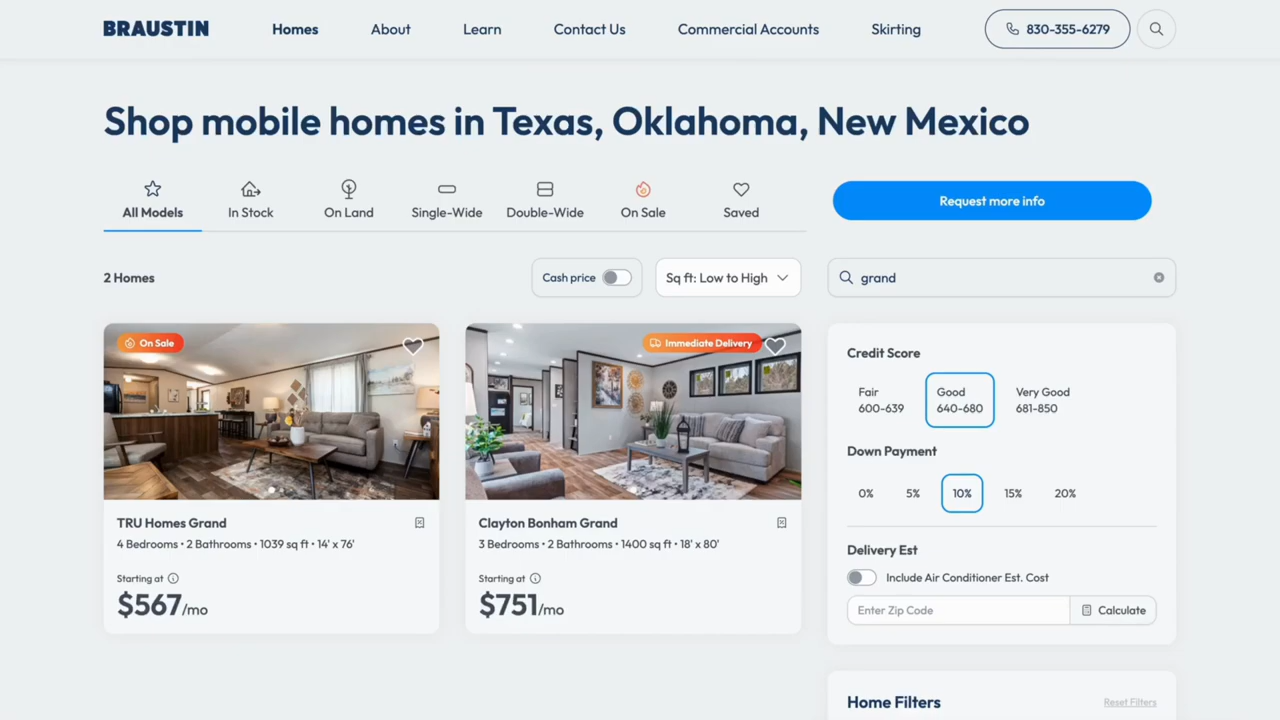 BRAUSTIN
Homes
About
Learn
Contact Us
Commercial Accounts
Skirting
830-355-6279
Shop mobile homes in Texas, Oklahoma, New Mexico
All Models
In Stock
On Land
Single-Wide
Double-Wide
On Sale
Saved
Request more info
2 Homes
Cash price
Sq ft: Low to High
grand
On Sale
TRU Homes Grand
4 Bedrooms • 2 Bathrooms • 1039 sq ft • 14' x 76'
Starting at
$567/mo
Immediate Delivery
Clayton Bonham Grand
3 Bedrooms • 2 Bathrooms • 1400 sq ft • 18' x 80'
Starting at
$751/mo
Credit Score
Fair
600-639
Good
640-680
Very Good
681-850
Down Payment
0%
5%
10%
15%
20%
Delivery Est
Include Air Conditioner Est. Cost
Enter Zip Code
Calculate
Home Filters
Reset Filters